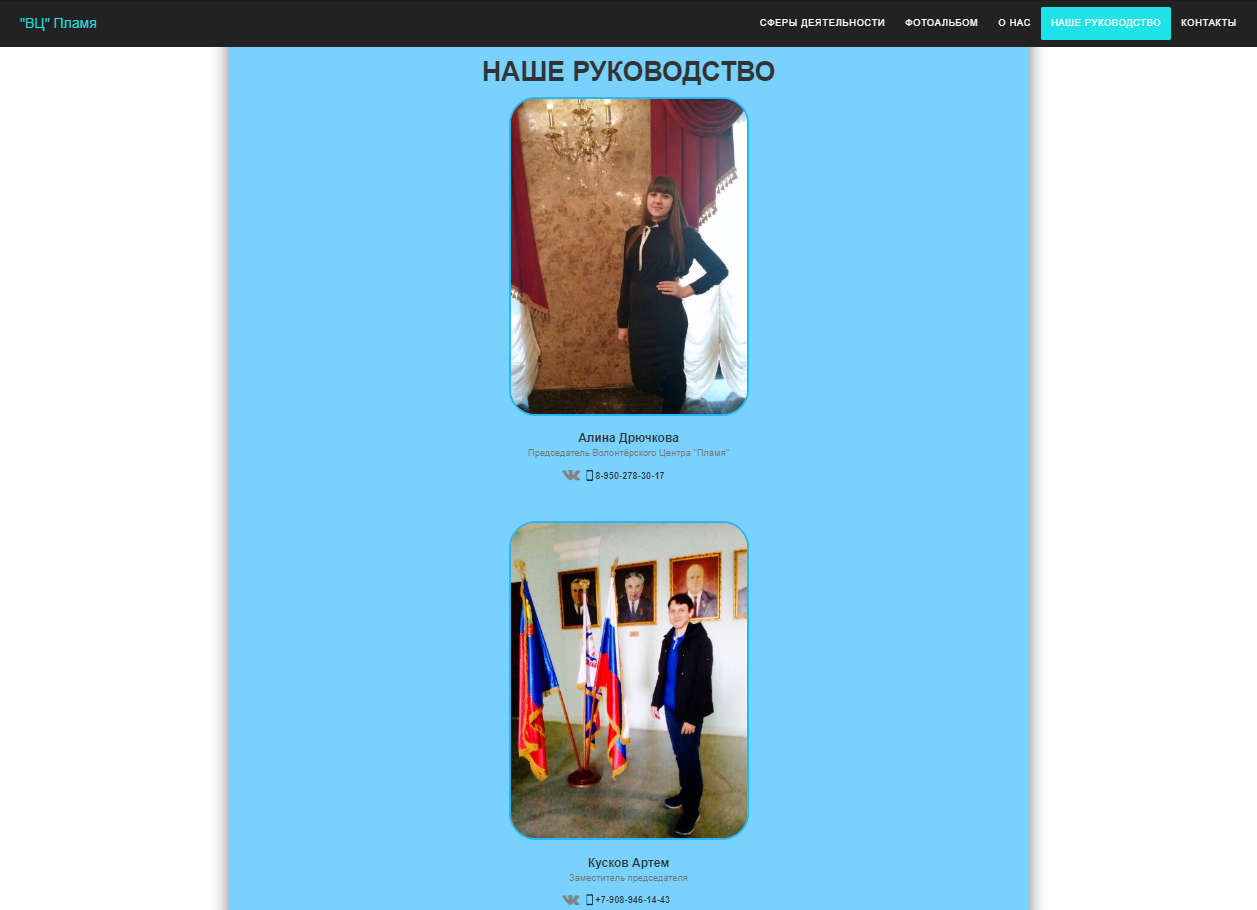 "ВЦ" Пламя
СФЕРЫ ДЕЯТЕЛЬНОСТИ
ФОТОАЛЬБОМ
О НАС
НАШЕ РУКОВОДСТВО
КОНТАКТЫ
НАШЕ РУКОВОДСТВО
Алина Дрючкова
Председатель Волонтёрского Центра "Пламя"
8-950-278-30-17
Кусков Артем
Заместитель председателя
+7-908-946-14-43